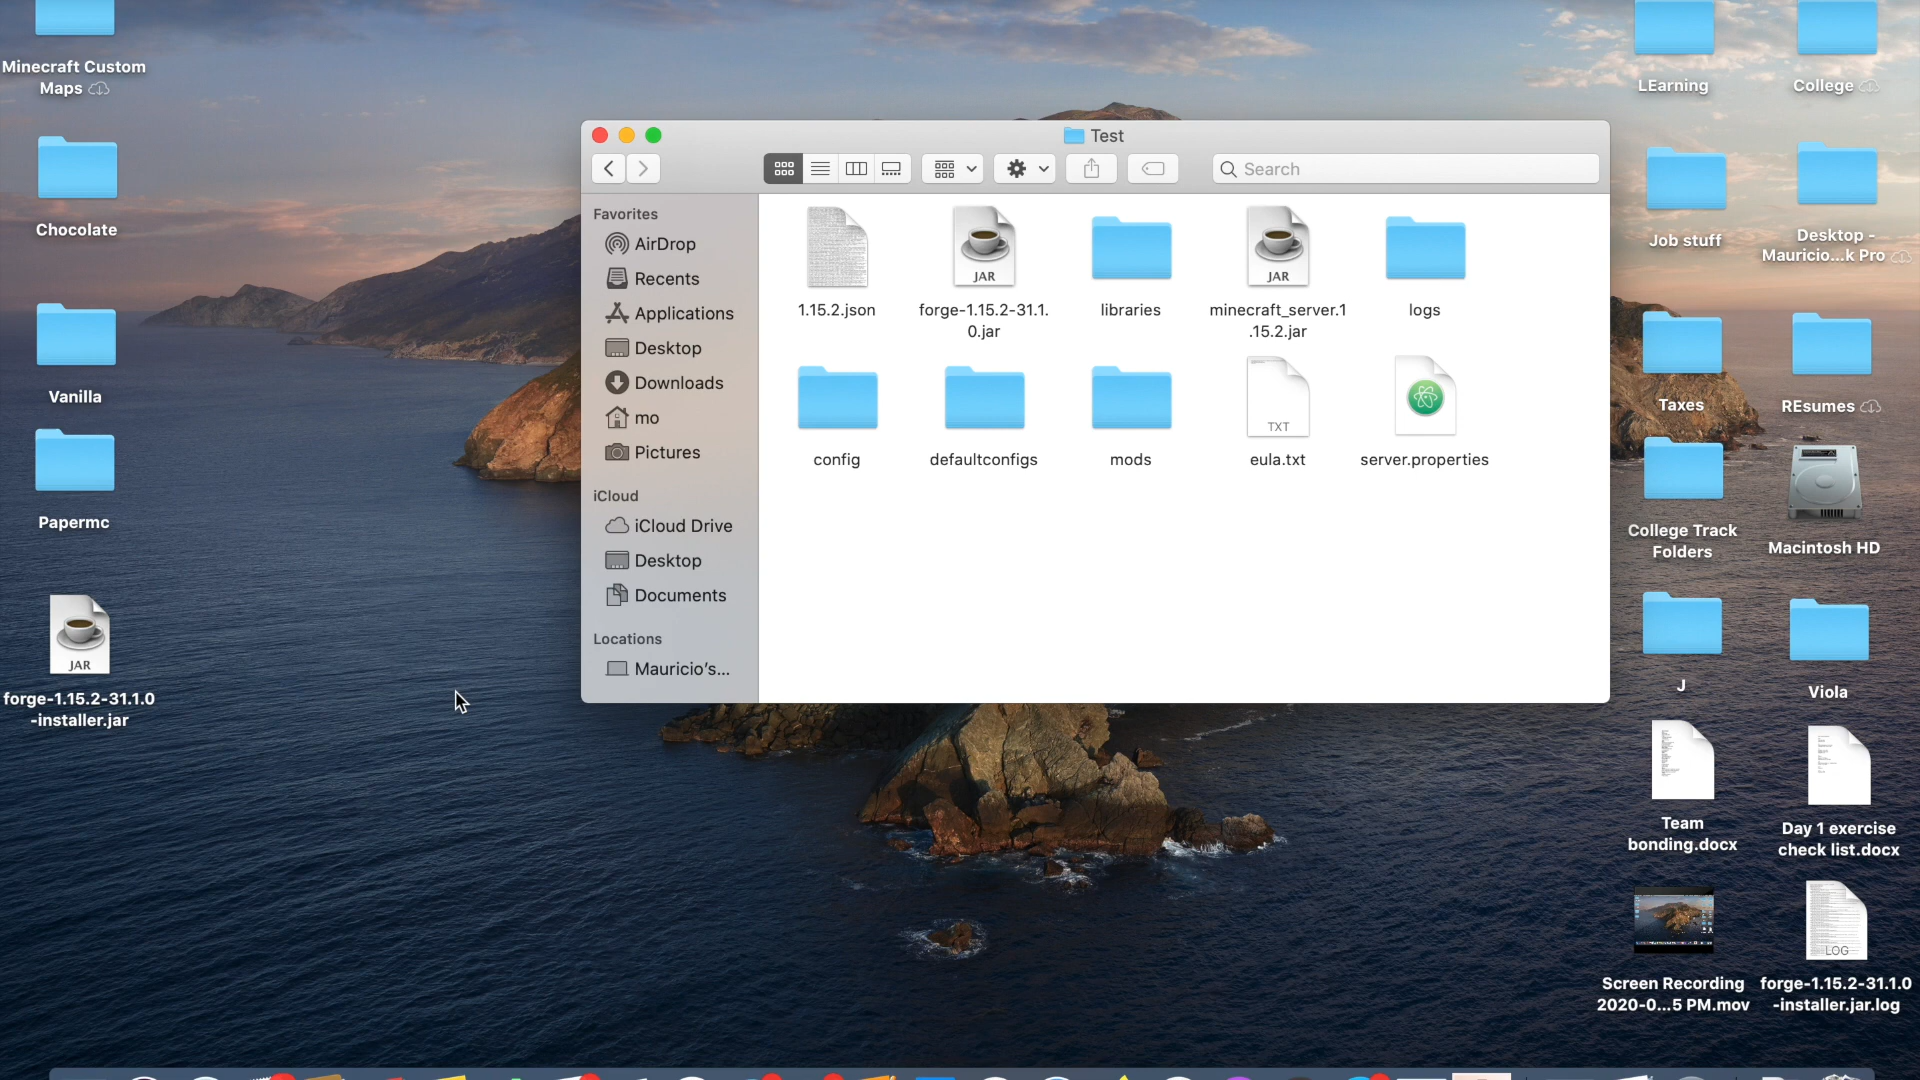 Minecraft Custom
Maps
Chocolate
Vanilla
Papermc
JAR
forge-1.15.2-31.1.0
-installer.jar
Test
Search
Favorites
AirDrop
Recents
Applications
Desktop
Downloads
mo
Pictures
iCloud
iCloud Drive
Desktop
Documents
Locations
Mauricio's...
1.15.2.json
JAR
forge-1.15.2-31.1.
0.jar
libraries
JAR
minecraft_server.1
.15.2.jar
logs
config
defaultconfigs
mods
TXT
eula.txt
server.properties
LEarning
College
Job stuff
Desktop -
Mauricio...k Pro
Taxes
REsumes
College Track
Folders
Macintosh HD
J
Viola
Team
bonding.docx
Day 1 exercise
check list.docx
Screen Recording
2020-0...5 PM.mov
LOG
forge-1.15.2-31.1.0
-installer.jar.log